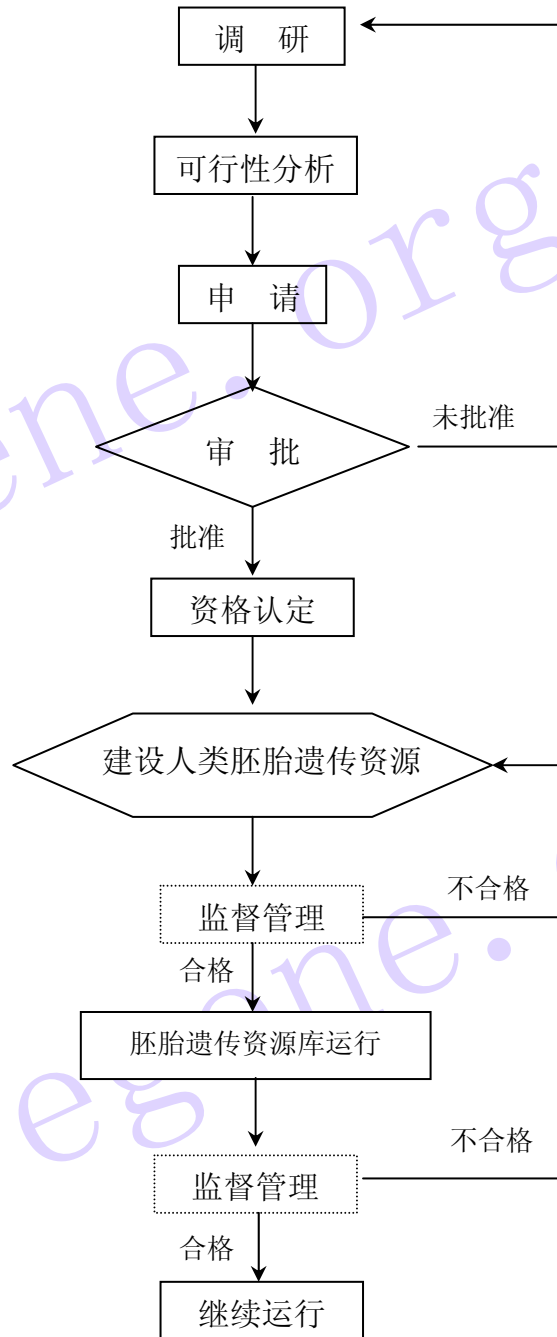 调 研
可行性分析
申 请
审 批
未批准
批准
资格认定
建设人类胚胎遗传资源
监督管理
不合格
合格
胚胎遗传资源库运行
监督管理
不合格
合格
继续运行
ene.org
egene.